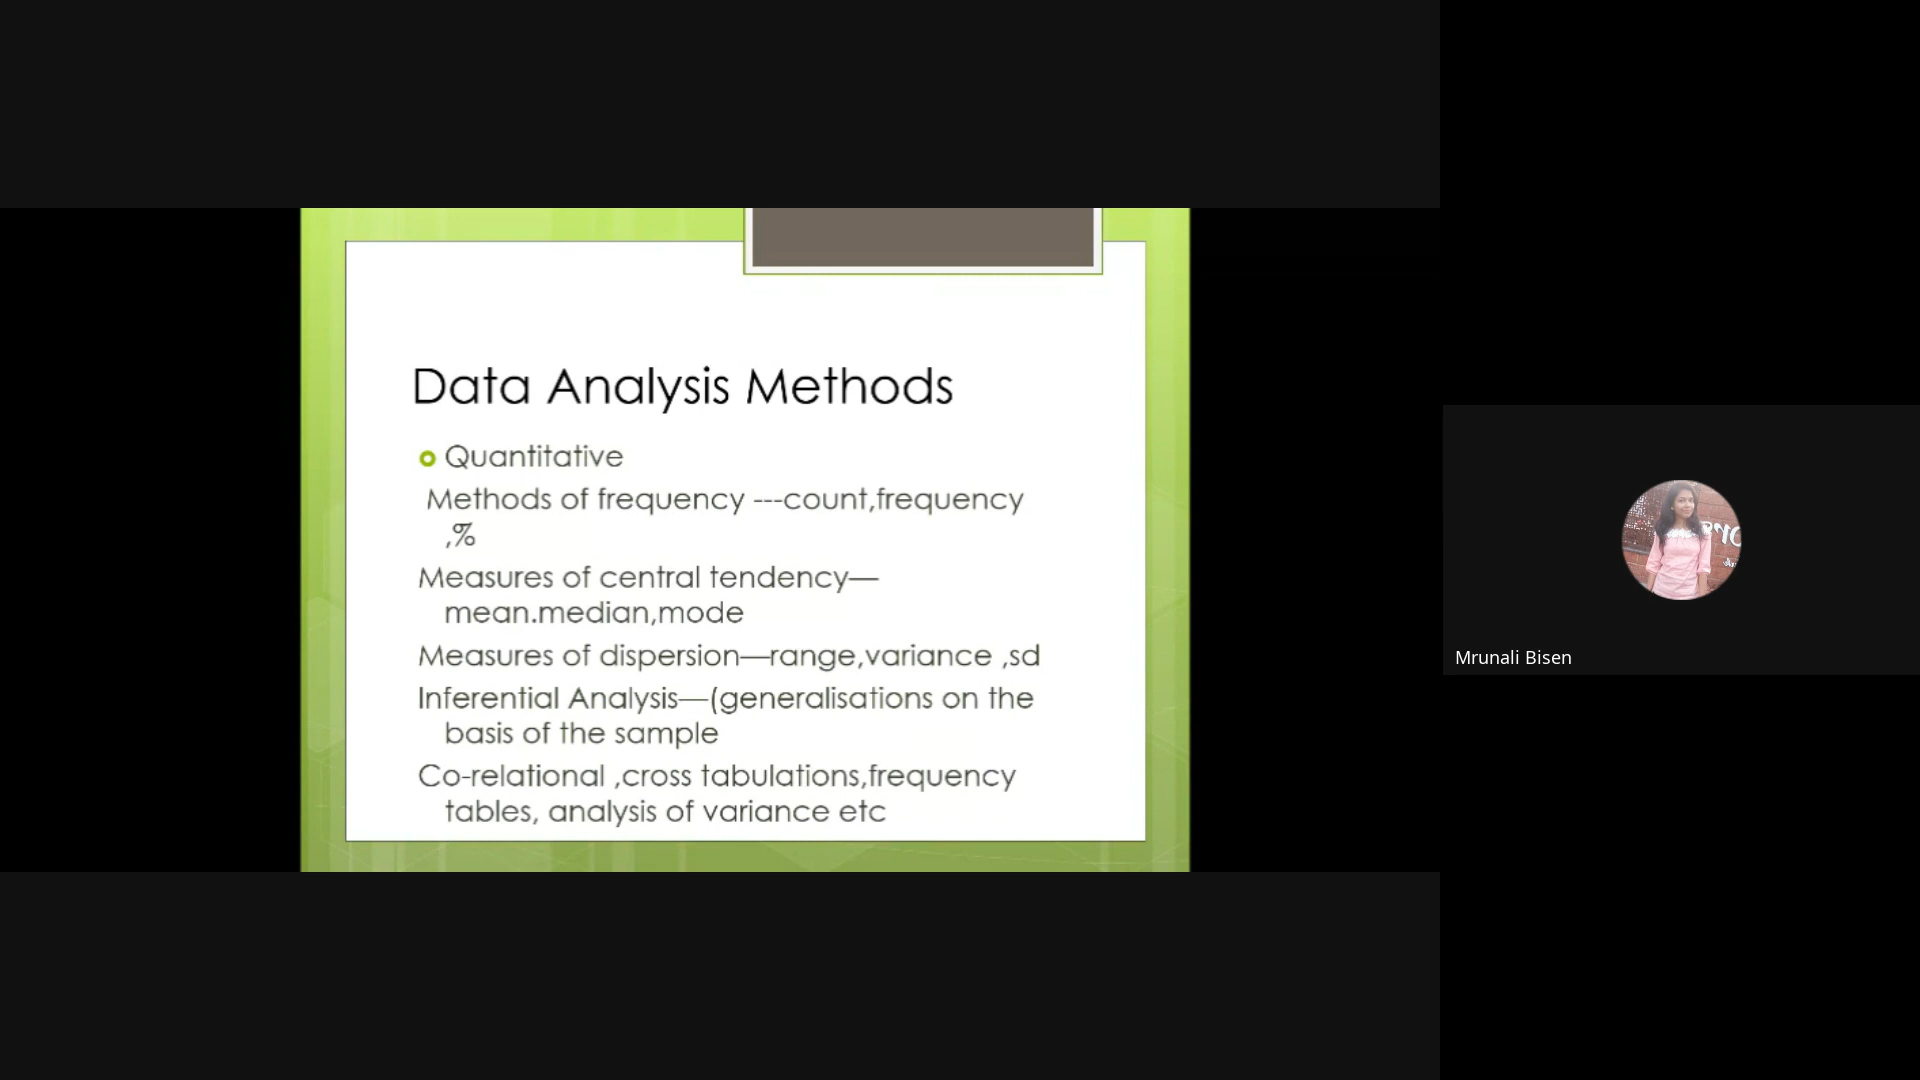 Data Analysis Methods
Quantitative
Methods of frequency ---count,frequency
,%
Measures of central tendency—
mean.median,mode
Measures of dispersion—range,variance ,sd
Inferential Analysis—(generalisations on the
basis of the sample
Co-relational ,cross tabulations,frequency
tables, analysis of variance etc
Mrunali Bisen